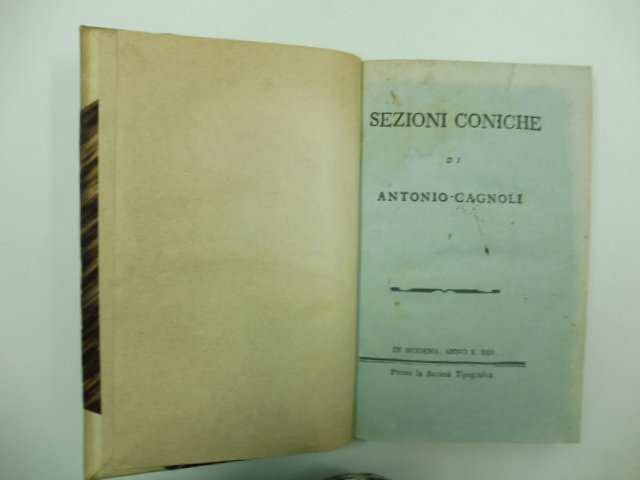 SEZIONI CONICHE
DI
ANTONIO CAGNOLI
IN MODENA, ANNO X. REP.
Presso la Società Tipografica